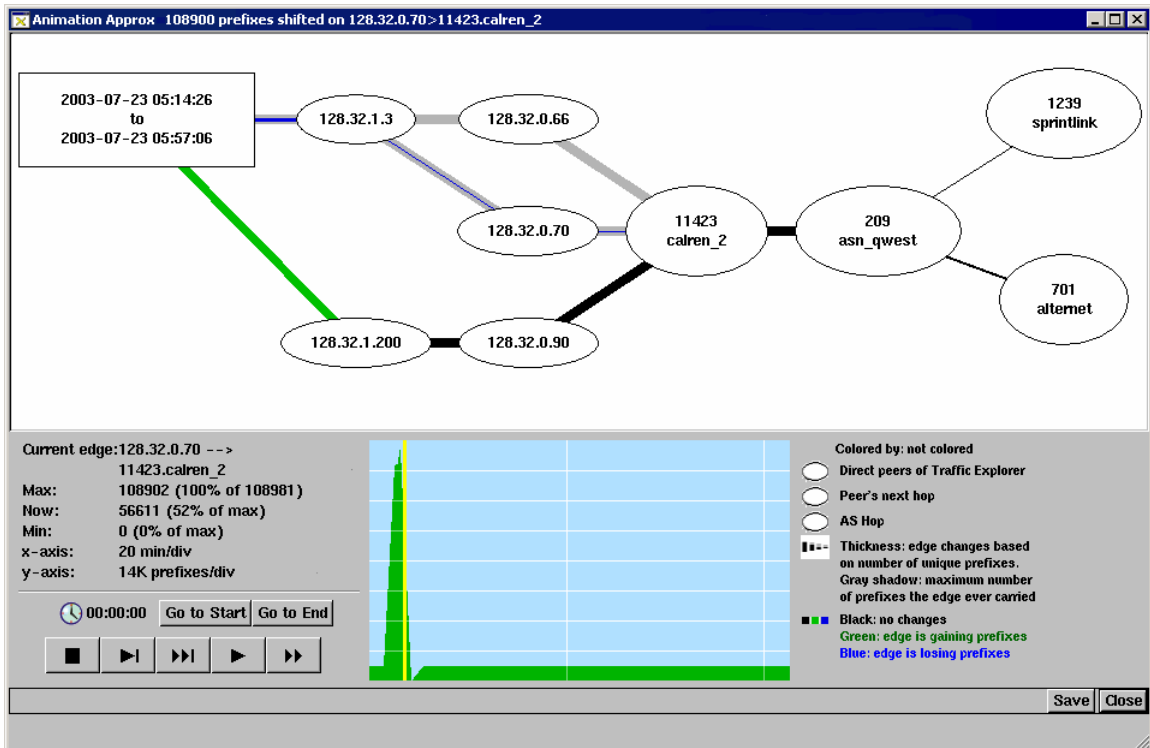 Animation Approx 108900 prefixes shifted on 128.32.0.70>11423.calren_2
2003-07-23 05:14:26
to
2003-07-23 05:57:06
128.32.1.3
128.32.0.66
1239
sprintlink
128.32.0.70
11423
calren_2
209
asn_qwest
701
alternet
128.32.1.200
128.32.0.90
Current edge:128.32.0.70 -->
11423.calren_2
Max: 108902 (100% of 108981)
Now: 56611 (52% of max)
Min: 0 (0% of max)
x-axis: 20 min/div
y-axis: 14K prefixes/div
00:00:00 Go to Start Go to End
Colored by: not colored
Direct peers of Traffic Explorer
Peer's next hop
AS Hop
Thickness: edge changes based
on number of unique prefixes.
Gray shadow: maximum number
of prefixes the edge ever carried
Black: no changes
Green: edge is gaining prefixes
Blue: edge is losing prefixes
Save Close